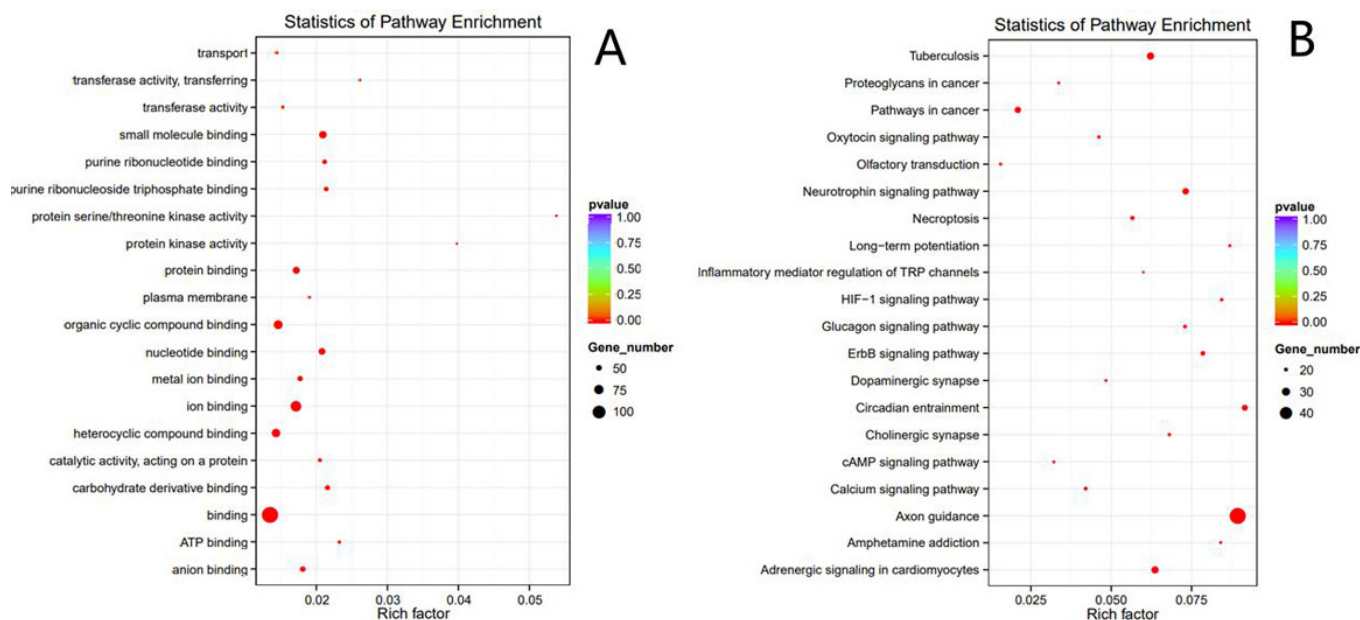 Statistics of Pathway Enrichment
A
transport
transferase activity, transferring
transferase activity
small molecule binding
purine ribonucleotide binding
purine ribonucleoside triphosphate binding
protein serine/threonine kinase activity
protein kinase activity
protein binding
plasma membrane
organic cyclic compound binding
nucleotide binding
metal ion binding
ion binding
heterocyclic compound binding
catalytic activity, acting on a protein
carbohydrate derivative binding
binding
ATP binding
anion binding
0.02 0.03 0.04 0.05
Rich factor
pvalue
1.00
0.75
0.50
0.25
0.00
Gene_number
50
75
100
Statistics of Pathway Enrichment
B
Tuberculosis
Proteoglycans in cancer
Pathways in cancer
Oxytocin signaling pathway
Olfactory transduction
Neurotrophin signaling pathway
Necroptosis
Long−term potentiation
Inflammatory mediator regulation of TRP channels
HIF−1 signaling pathway
Glucagon signaling pathway
ErbB signaling pathway
Dopaminergic synapse
Circadian entrainment
Cholinergic synapse
cAMP signaling pathway
Calcium signaling pathway
Axon guidance
Amphetamine addiction
Adrenergic signaling in cardiomyocytes
0.025 0.050 0.075
Rich factor
pvalue
1.00
0.75
0.50
0.25
0.00
Gene_number
20
30
40